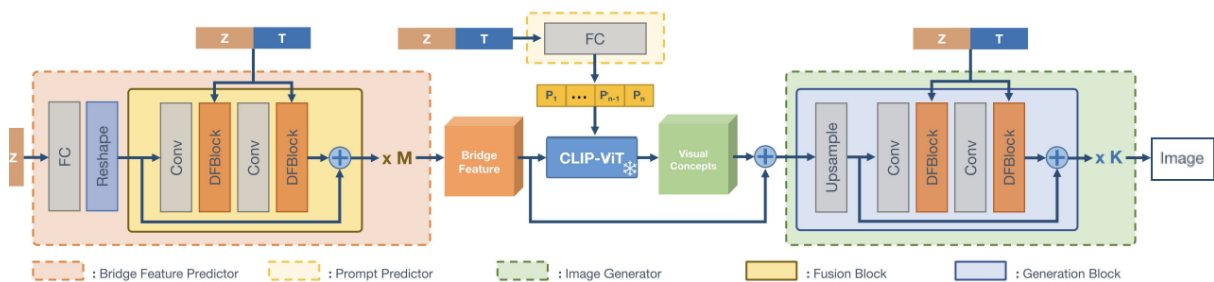 Z T
Z T
FC
Z T
P1 ... Pn-1 Pn
Z
FC
Reshape
Conv
DFBlock
Conv
DFBlock
x M
Bridge
Feature
CLIP-ViT
Visual
Concepts
Upsample
Conv
DFBlock
Conv
DFBlock
x K
Image
: Bridge Feature Predictor
: Prompt Predictor
: Image Generator
: Fusion Block
: Generation Block